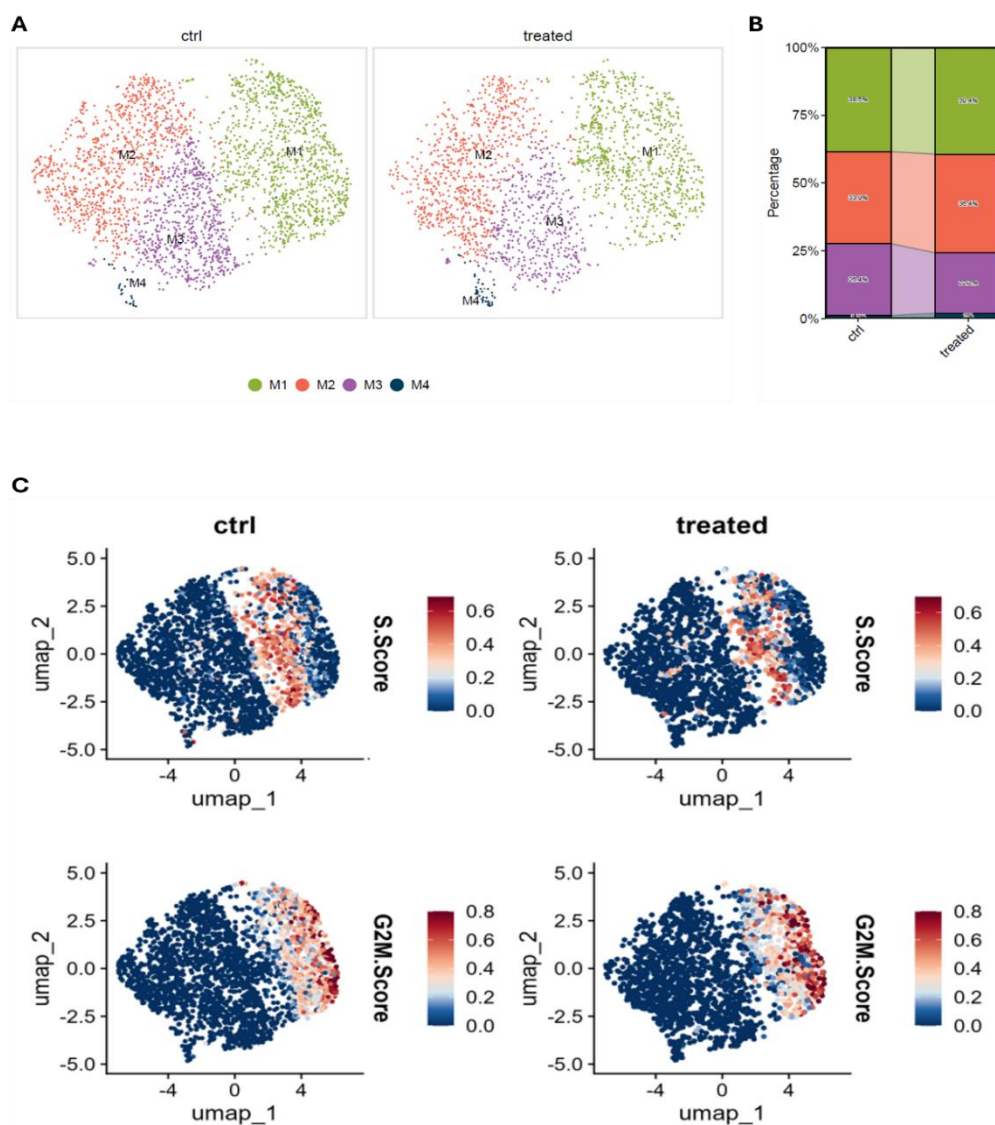 A
B
ctrl
treated
M2
M1
M3
M4
M2
M1
M3
M4
M1 M2 M3 M4
100%
75%
50%
25%
0%
Percentage
ctrl
treated
C
ctrl
treated
5.0
2.5
0.0
-2.5
-5.0
umap_2
-4 0 4
umap_1
S.Score
0.6
0.4
0.2
0.0
5.0
2.5
0.0
-2.5
-5.0
umap_2
-4 0 4
umap_1
S.Score
0.6
0.4
0.2
0.0
5.0
2.5
0.0
-2.5
-5.0
umap_2
-4 0 4
umap_1
G2M.Score
0.8
0.6
0.4
0.2
0.0
5.0
2.5
0.0
-2.5
-5.0
umap_2
-4 0 4
umap_1
G2M.Score
0.8
0.6
0.4
0.2
0.0